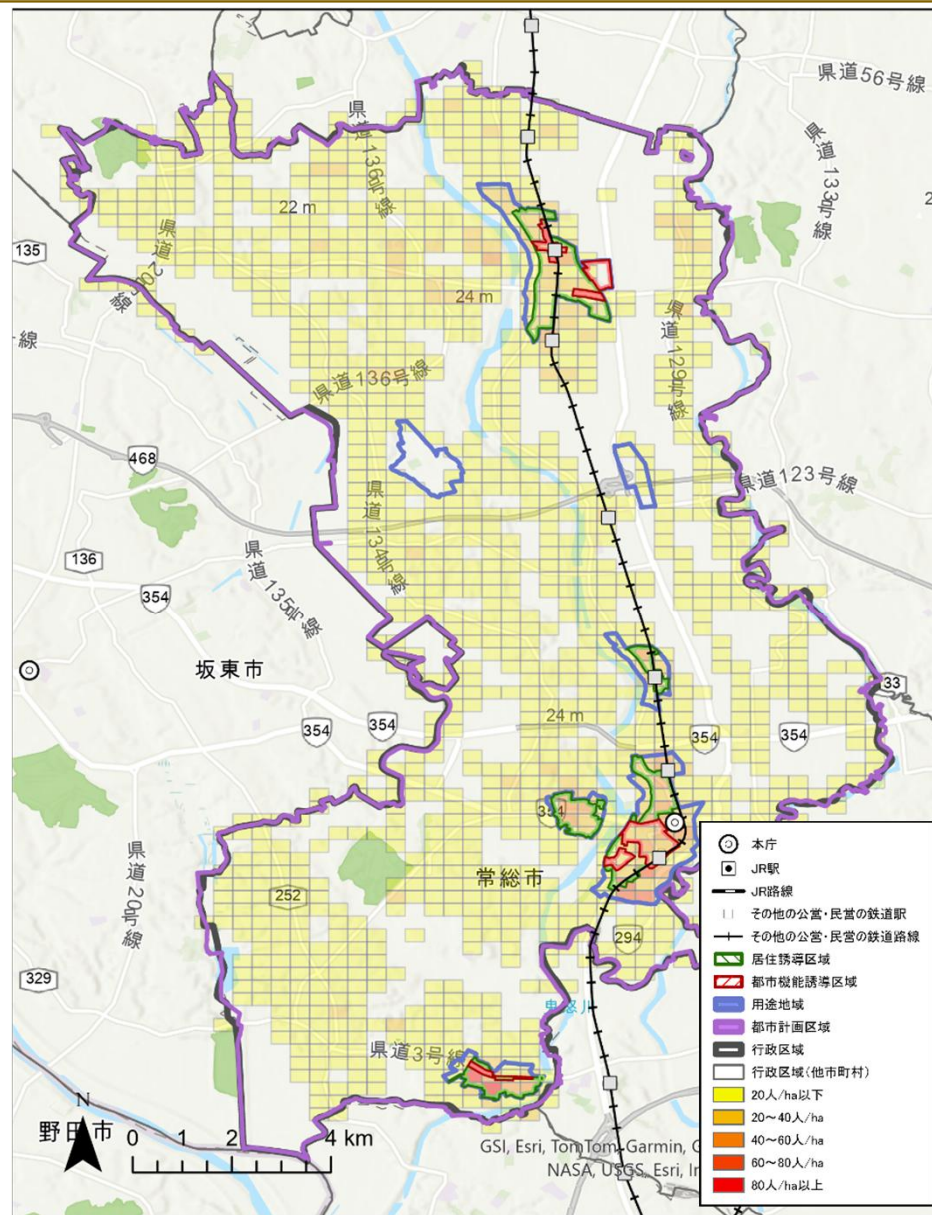 県道56号線
県道136号線
県道133号線
22 m
県道20号線
135
24 m
県道129号線
号線
県道136号線
468
県道123号線
県道134号線
136
県道135号線
354
坂東市
33
24 m
354
354
354
354
354
常総市
252
県道20号線
294
329
鬼怒川
県道3号線
N
野田市
0 1 2 4 km
GSI, Esri, TomTom, Garmin,
NASA, USGS, Esri,
本庁
JR駅
JR路線
その他の公営・民営の鉄道駅
その他の公営・民営の鉄道路線
居住誘導区域
都市機能誘導区域
用途地域
都市計画区域
行政区域
行政区域(他市町村)
20人/ha以下
20～40人/ha
40～60人/ha
60～80人/ha
80人/ha以上